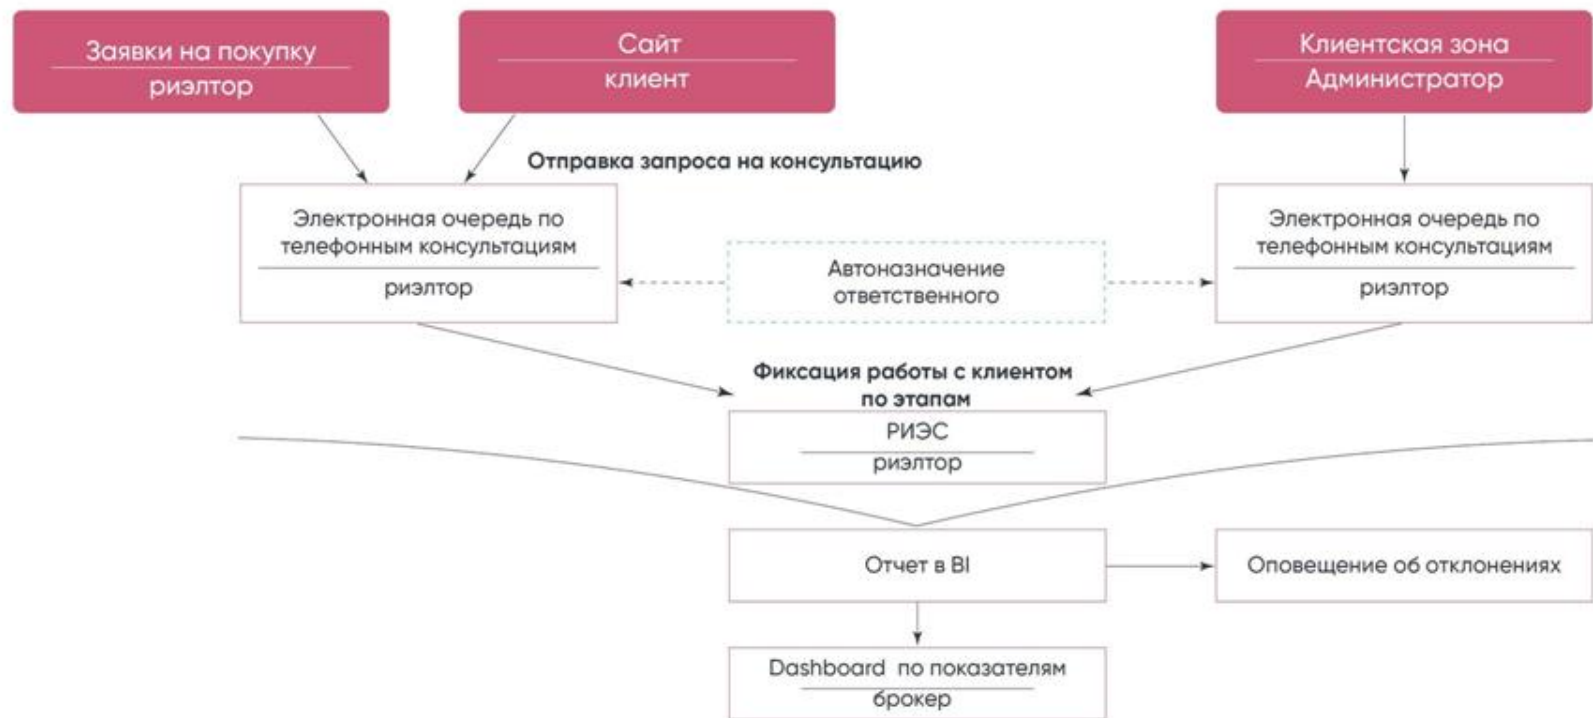 Заявки на покупку
риэлтор
Сайт
клиент
Клиентская зона
Администратор
Отправка запроса на консультацию
Электронная очередь по
телефонным консультациям
риэлтор
Автоназначение
ответственного
Электронная очередь по
телефонным консультациям
риэлтор
Фиксация работы с клиентом
по этапам
РИЭС
риэлтор
Отчет в BI
Оповещение об отклонениях
Dashboard по показателям
брокер